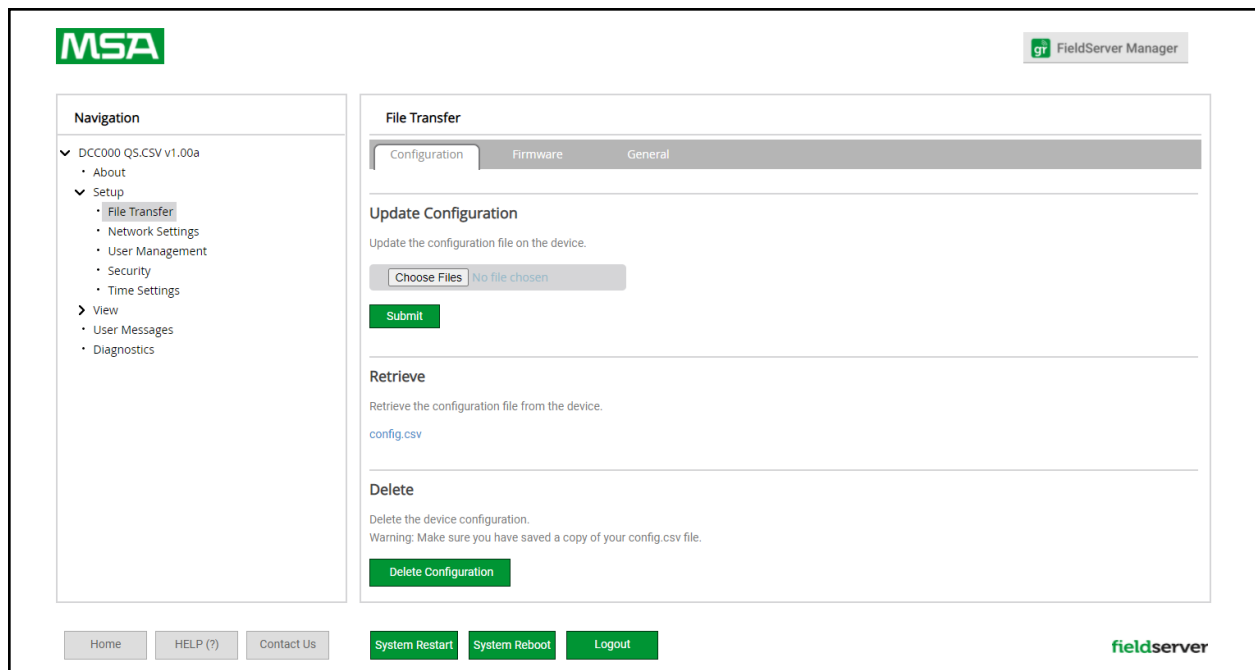 MSA
FieldServer Manager
Navigation
DCC000 QS.CSV v1.00a
About
Setup
File Transfer
Network Settings
User Management
Security
Time Settings
View
User Messages
Diagnostics
File Transfer
Configuration Firmware General
Update Configuration
Update the configuration file on the device.
Choose Files No file chosen
Submit
Retrieve
Retrieve the configuration file from the device.
config.csv
Delete
Delete the device configuration.
Warning: Make sure you have saved a copy of your config.csv file.
Delete Configuration
Home HELP (?) Contact Us System Restart System Reboot Logout
fieldserver